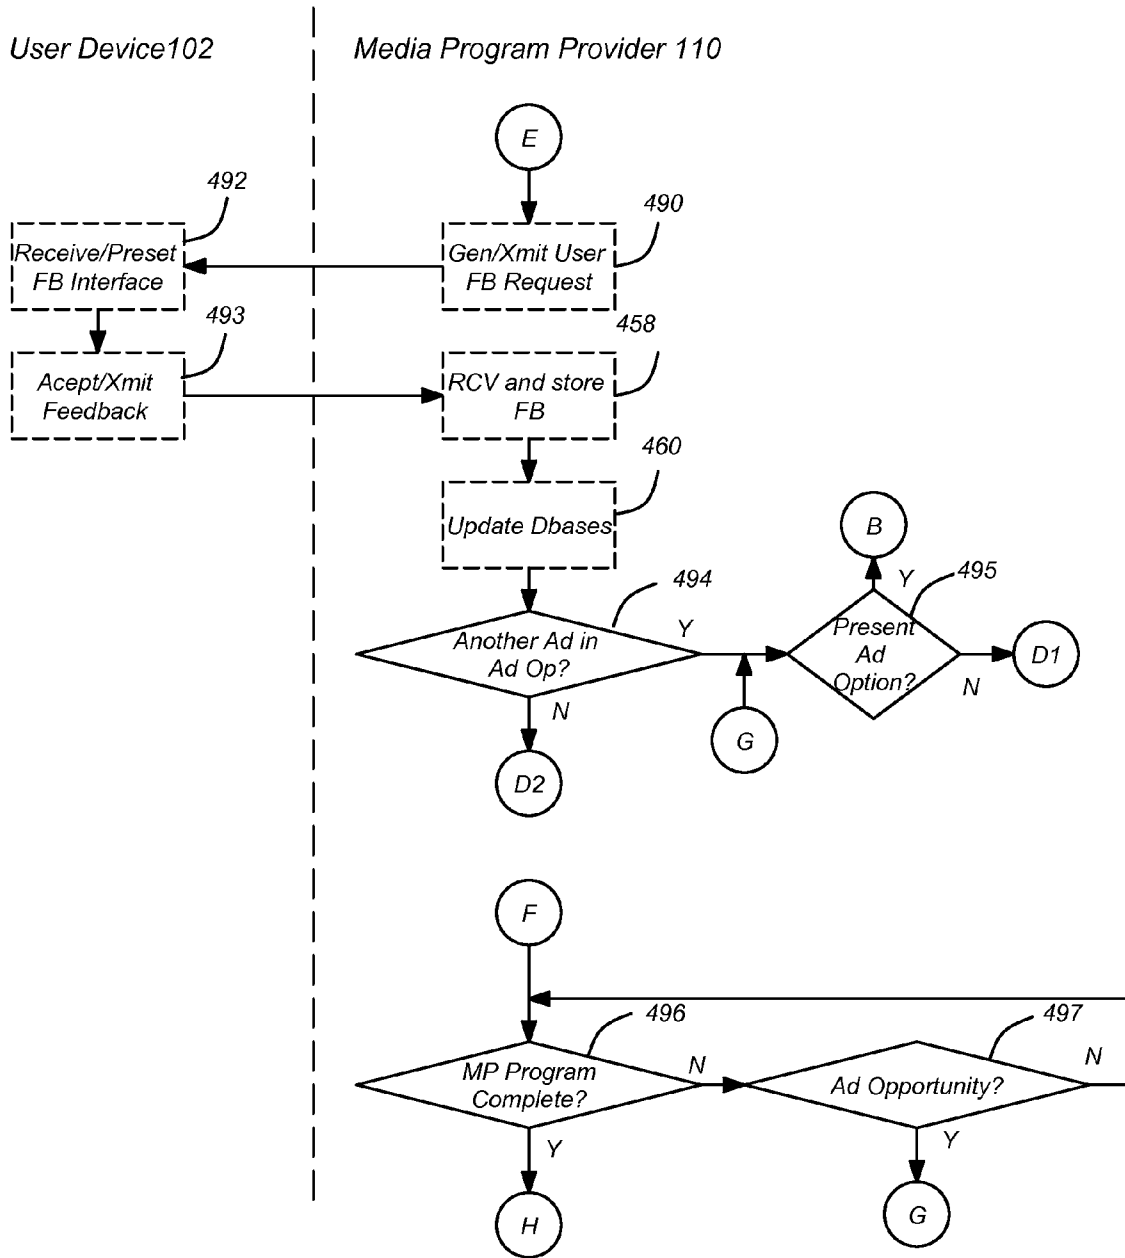 User Device102
Media Program Provider 110
E
492
490
Receive/Preset
FB Interface
Gen/Xmit User
FB Request
493
458
Acept/Xmit
Feedback
RCV and store
FB
460
Update Dbases
B
494
Y
495
Another Ad in
Ad Op?
Y
Present
Ad
Option?
D1
N
N
G
D2
F
496
497
MP Program
Complete?
N
Ad Opportunity?
N
Y
Y
H
G